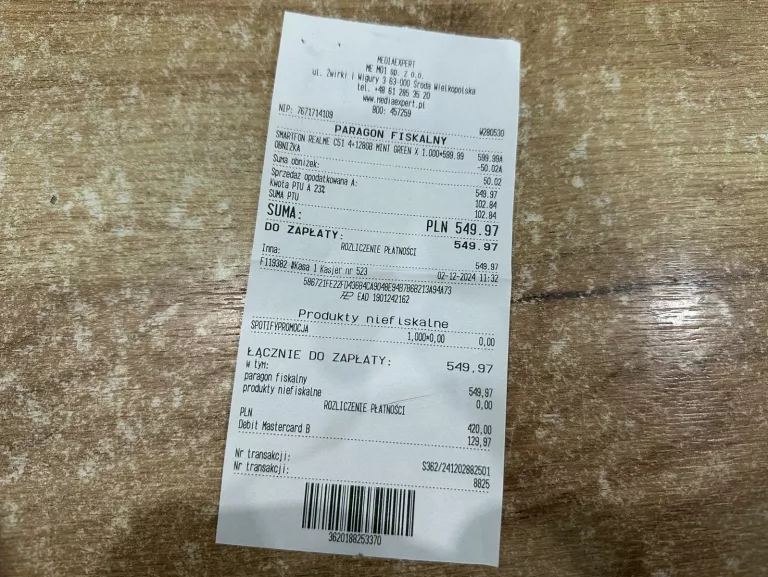 MEDIAEXPERT
ME M01 sp. z o.o.
ul. Żwirki i Wigury 3 63-000 Środa Wielkopolska
tel. +48 61 285 35 20
www.mediaexpert.pl
NIP: 7671714109 BDO: 457259 W280530
PARAGON FISKALNY
SMARTFON REALME C51 4+128GB MINT GREEN X 1.000*599.99 599.99A
OBNIŻKA -50.02A
Suma obniżek: 50.02
Sprzedaż opodatkowana A: 549.97
Kwota PTU A 23% 102.84
SUMA PTU 102.84
SUMA: PLN 549.97
DO ZAPŁATY: 549.97
ROZLICZENIE PŁATNOŚCI
Inna: 549.97
F119382 #Kasa 1 Kasjer nr 523 02-12-2024 11:32
EAD 1901242162
Produkty niefiskalne
SPOTIFYPROMOCJA 1,000*0,00 0,00
ŁĄCZNIE DO ZAPŁATY: 549,97
W tym:
paragon fiskalny 549,97
produkty niefiskalne 0,00
ROZLICZENIE PŁATNOŚCI
PLN 420,00
Debit Mastercard B 129,97
Nr transakcji: S362/241202882501
Nr transakcji: 8825
3620188253370